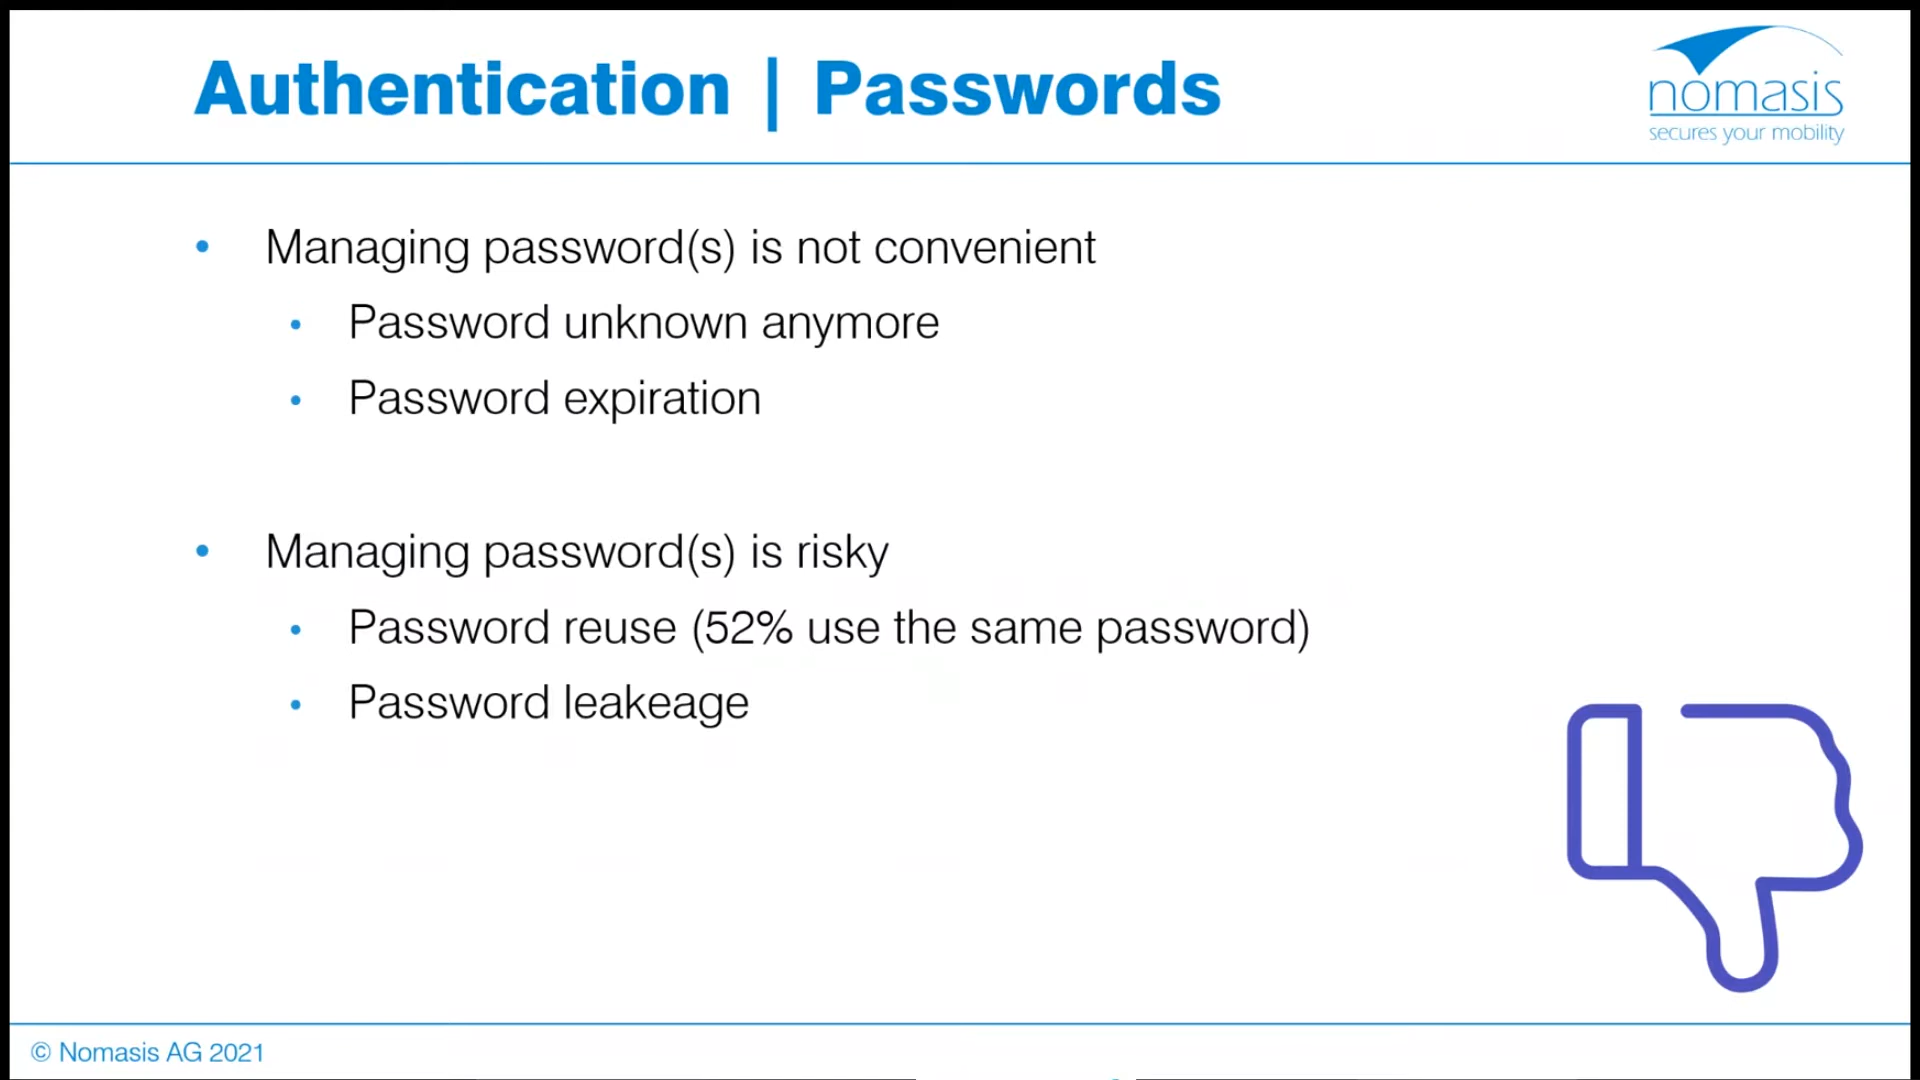 Authentication | Passwords
nomasis
secures your mobility
• Managing password(s) is not convenient
• Password unknown anymore
• Password expiration
• Managing password(s) is risky
• Password reuse (52% use the same password)
• Password leakeage
© Nomasis AG 2021